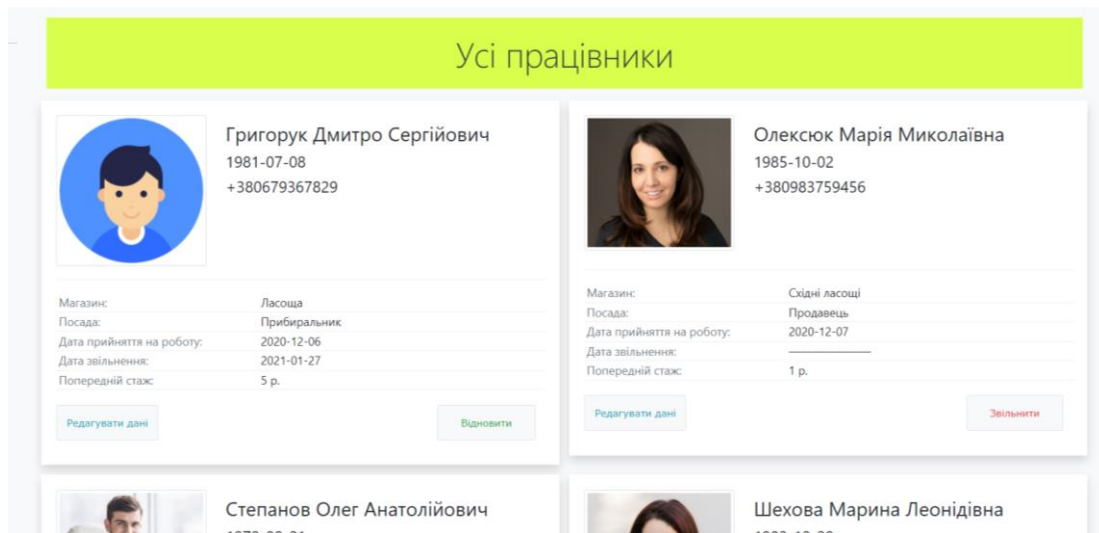 Усі працівники
Григорук Дмитро Сергійович
1981-07-08
+380679367829
Магазин: Ласоща
Посада: Прибиральник
Дата прийняття на роботу: 2020-12-06
Дата звільнення: 2021-01-27
Попередній стаж: 5 р.
Редагувати дані Відновити
Олексюк Марія Миколаївна
1985-10-02
+380983759456
Магазин: Східні ласощі
Посада: Продавець
Дата прийняття на роботу: 2020-12-07
Дата звільнення: ——————
Попередній стаж: 1 р.
Редагувати дані Звільнити
Степанов Олег Анатолійович
Шехова Марина Леонідівна